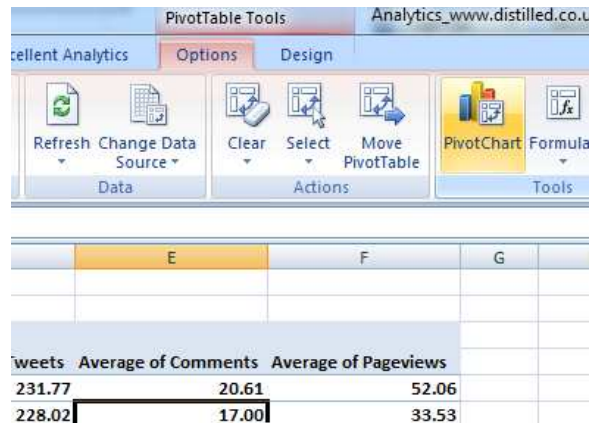 PivotTable Tools Analytics_www.distilled.co.u
cellent Analytics Options Design
Refresh Change Data Source Clear Select Move PivotTable PivotChart Formula
Data Actions Tools
E F G
weets Average of Comments Average of Pageviews
231.77 20.61 52.06
228.02 17.00 33.53